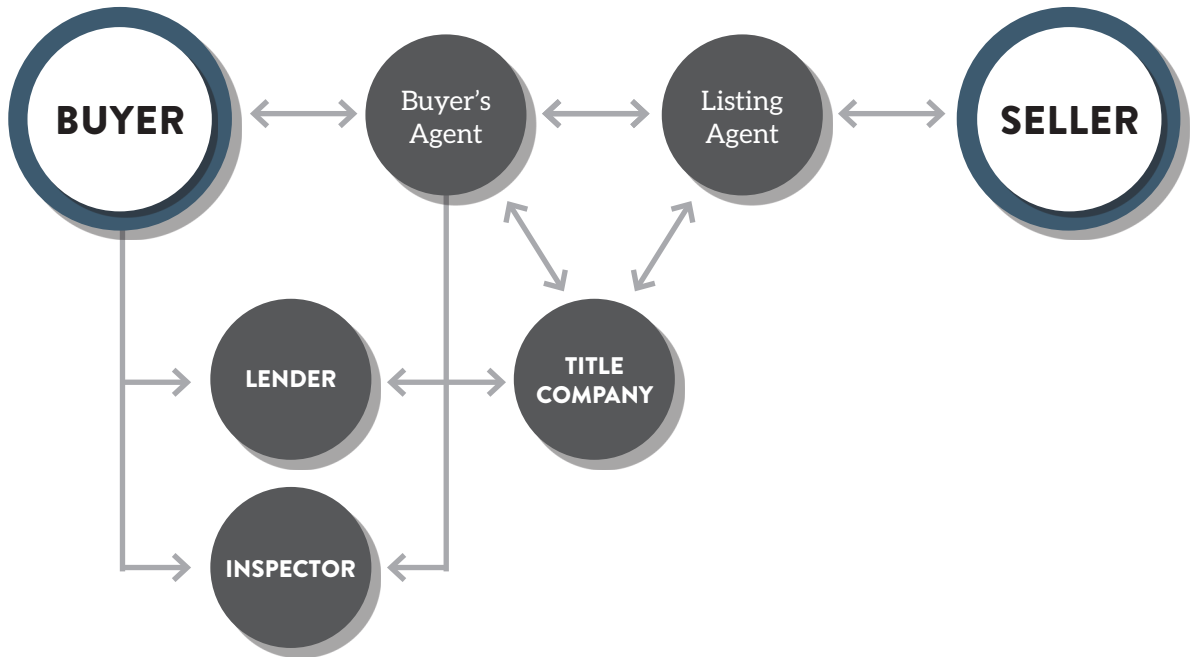 BUYER
Buyer’s
Agent
Listing
Agent
SELLER
LENDER
TITLE
COMPANY
INSPECTOR